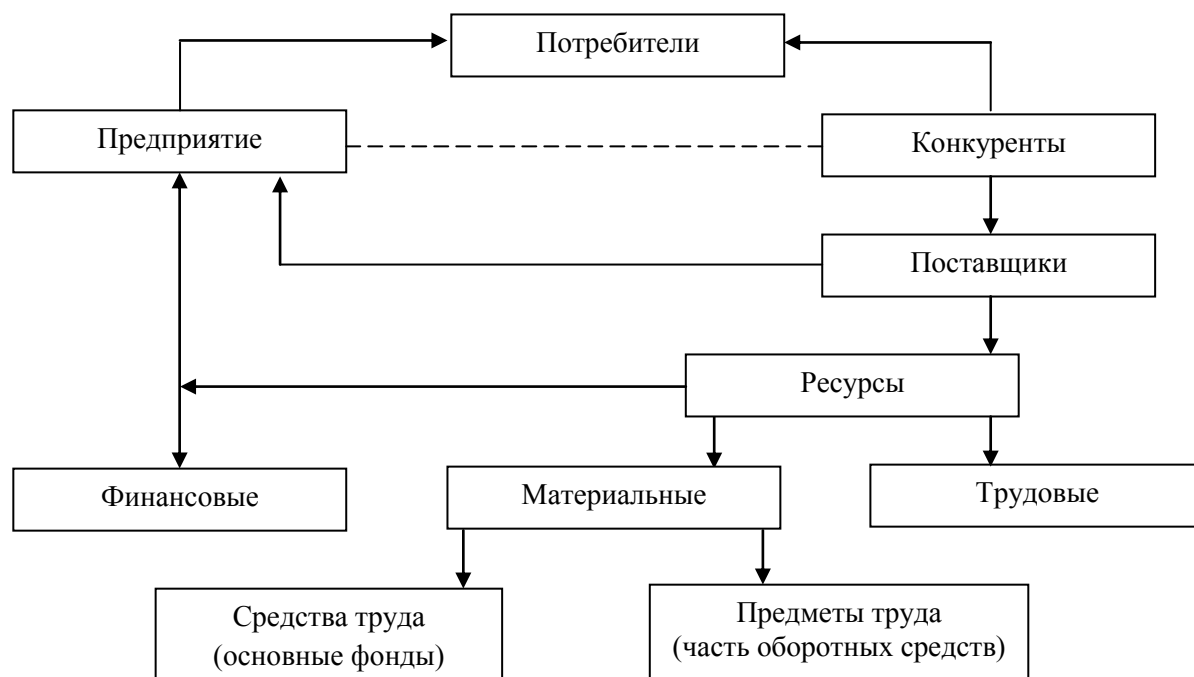 Потребители
Предприятие
Конкуренты
Поставщики
Ресурсы
Финансовые
Материальные
Трудовые
Средства труда
(основные фонды)
Предметы труда
(часть оборотных средств)